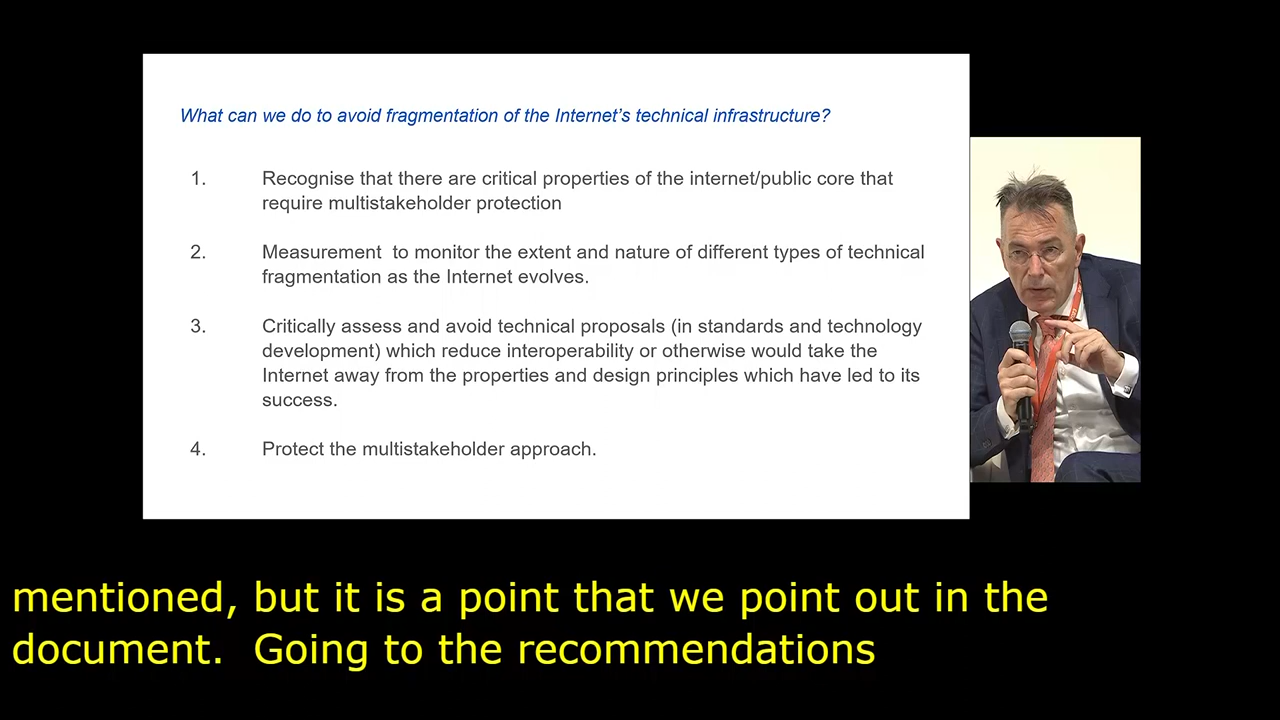 What can we do to avoid fragmentation of the Internet's technical infrastructure?
1. Recognise that there are critical properties of the internet/public core that
require multistakeholder protection
2. Measurement to monitor the extent and nature of different types of technical
fragmentation as the Internet evolves.
3. Critically assess and avoid technical proposals (in standards and technology
development) which reduce interoperability or otherwise would take the
Internet away from the properties and design principles which have led to its
success.
4. Protect the multistakeholder approach.
mentioned, but it is a point that we point out in the
document. Going to the recommendations